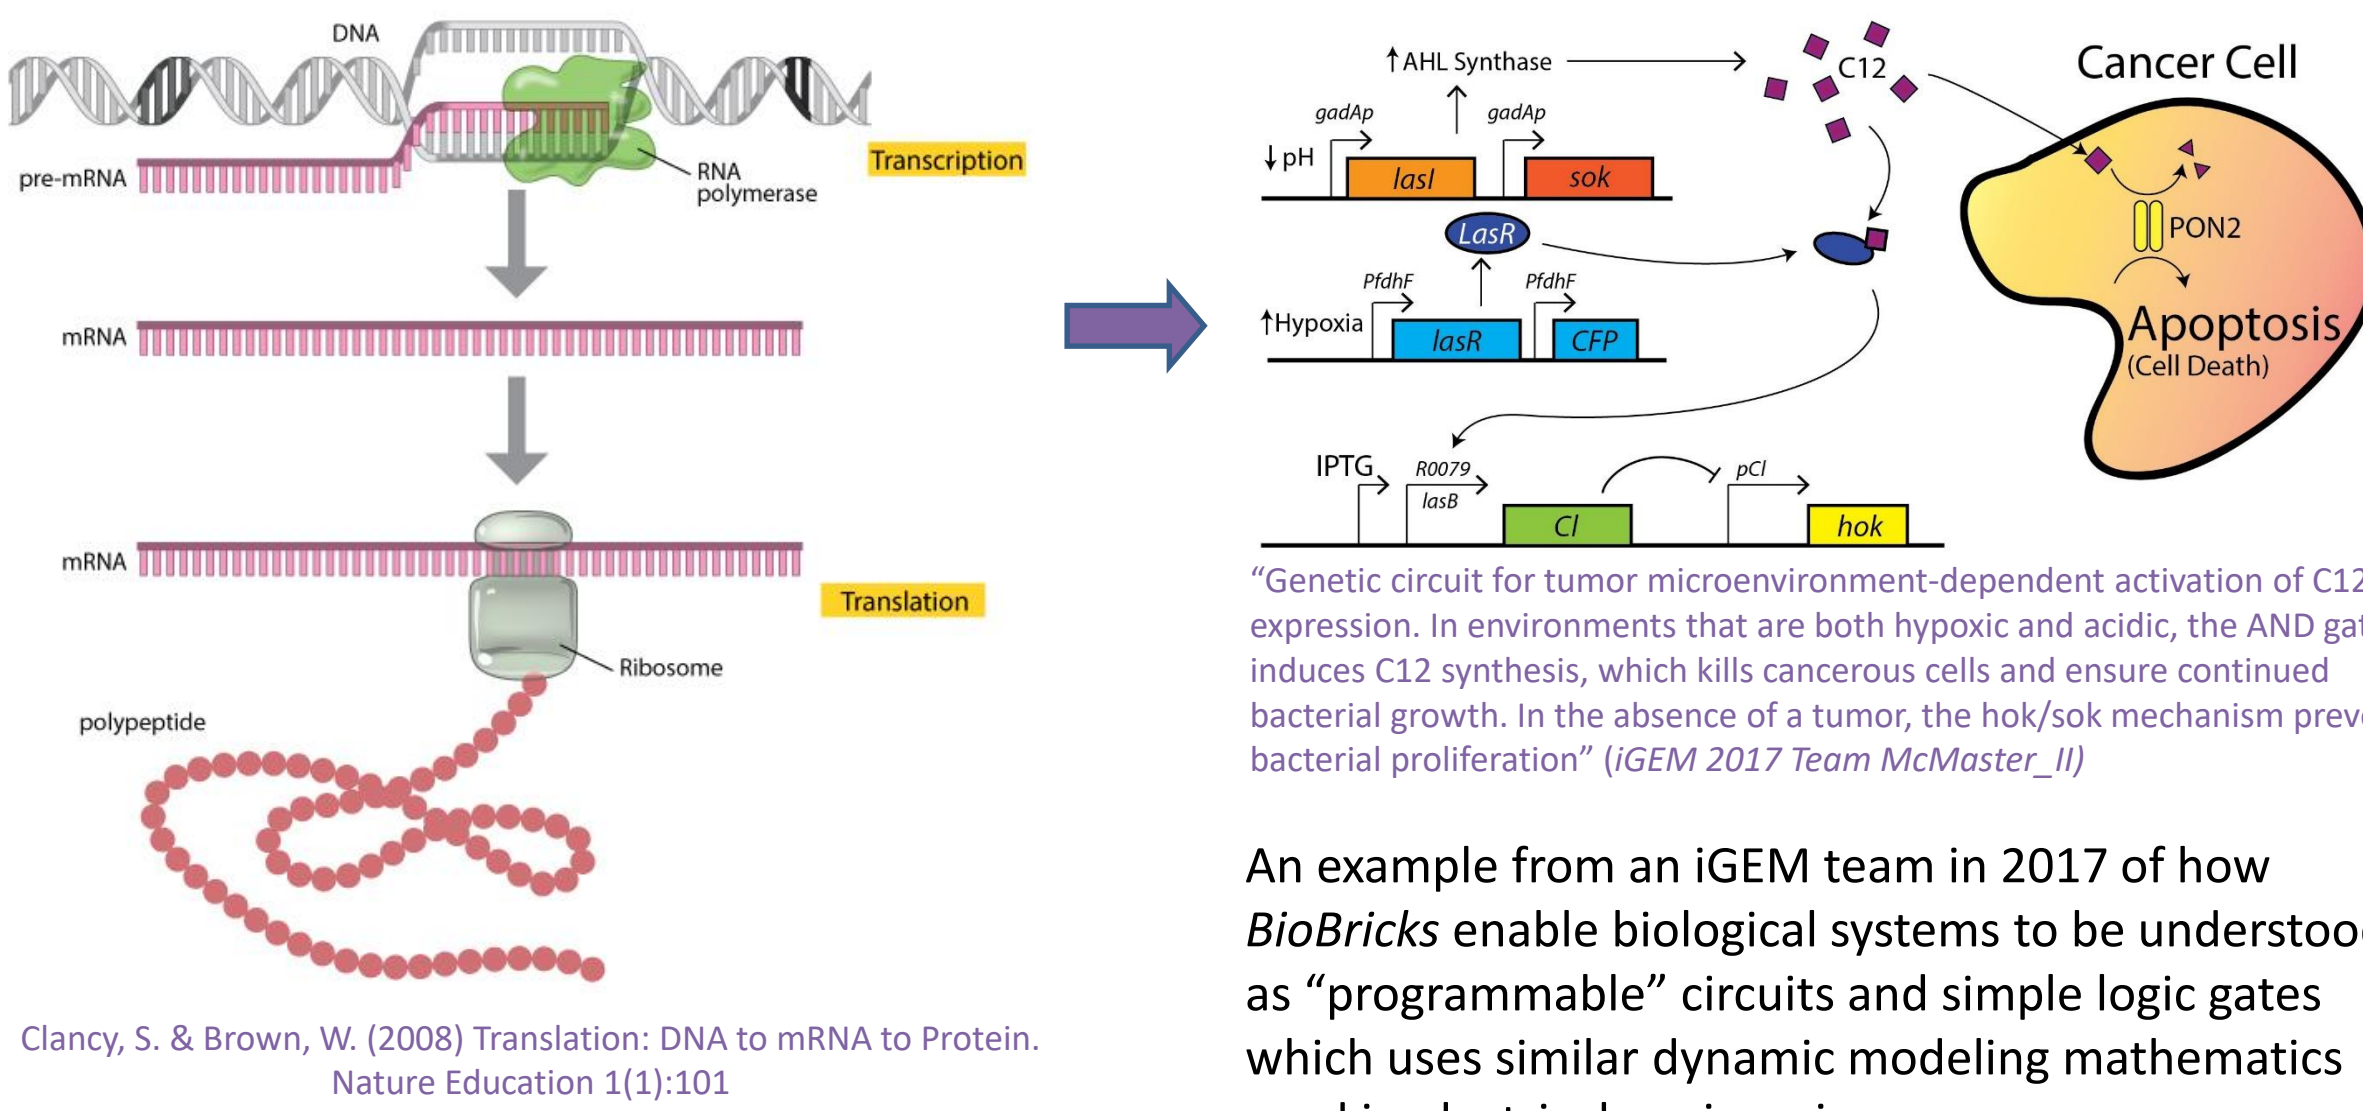 DNA
pre-mRNA
RNA
polymerase
Transcription
mRNA
mRNA
Translation
Ribosome
polypeptide
Clancy, S. & Brown, W. (2008) Translation: DNA to mRNA to Protein.
Nature Education 1(1):101
↑AHL Synthase
C12
Cancer Cell
gadAp
gadAp
↓pH
lasI
sok
LasR
PON2
PfdhF
PfdhF
↑Hypoxia
lasR
CFP
Apoptosis
(Cell Death)
IPTG
R0079
lasB
pCI
CI
hok
“Genetic circuit for tumor microenvironment-dependent activation of C12
expression. In environments that are both hypoxic and acidic, the AND gat
induces C12 synthesis, which kills cancerous cells and ensure continued
bacterial growth. In the absence of a tumor, the hok/sok mechanism prev
bacterial proliferation” (iGEM 2017 Team McMaster_II)
An example from an iGEM team in 2017 of how
BioBricks enable biological systems to be understoo
as “programmable” circuits and simple logic gates
which uses similar dynamic modeling mathematics